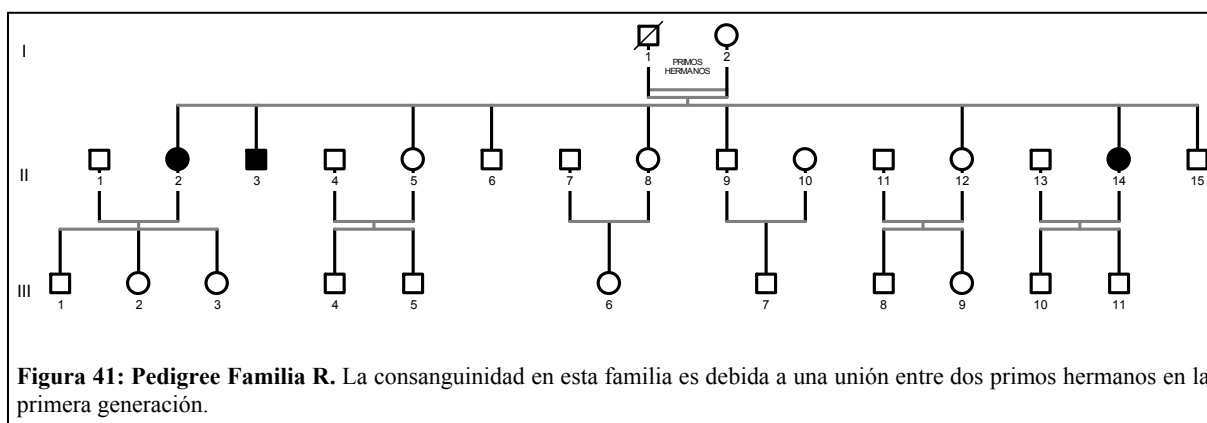 I
1 2
PRIMOS
HERMANOS
II
1 2 3 4 5 6 7 8 9 10 11 12 13 14 15
III
1 2 3 4 5 6 7 8 9 10 11
Figura 41: Pedigree Familia R. La consanguinidad en esta familia es debida a una unión entre dos primos hermanos en la
primera generación.